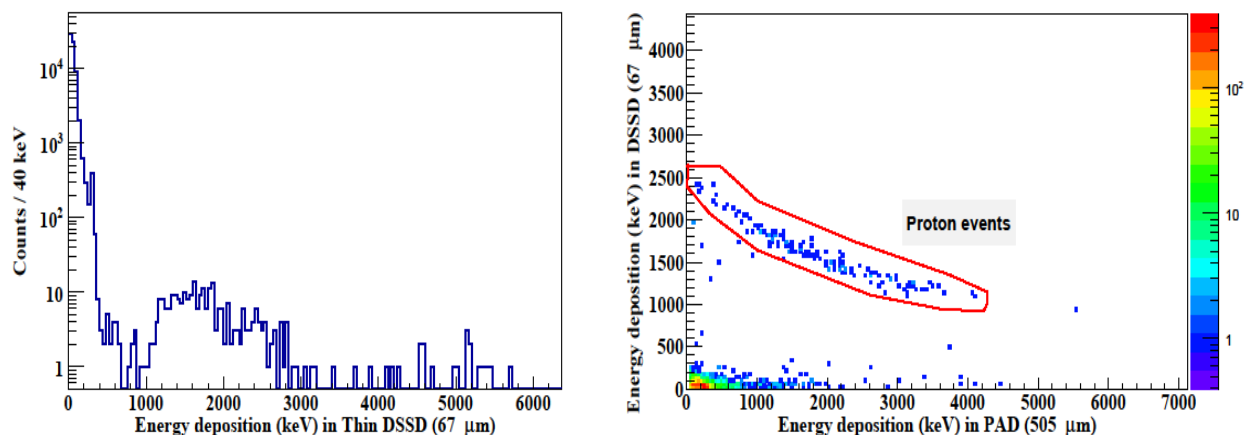 Counts / 40 keV
10⁴
10³
10²
10
1
0 1000 2000 3000 4000 5000 6000
Energy deposition (keV) in Thin DSSD (67 μm)
Energy deposition (keV) in DSSD (67 μm)
4000
3500
3000
2500
2000
1500
1000
500
0
Proton events
0 1000 2000 3000 4000 5000 6000 7000
Energy deposition (keV) in PAD (505 μm)
10²
10
1